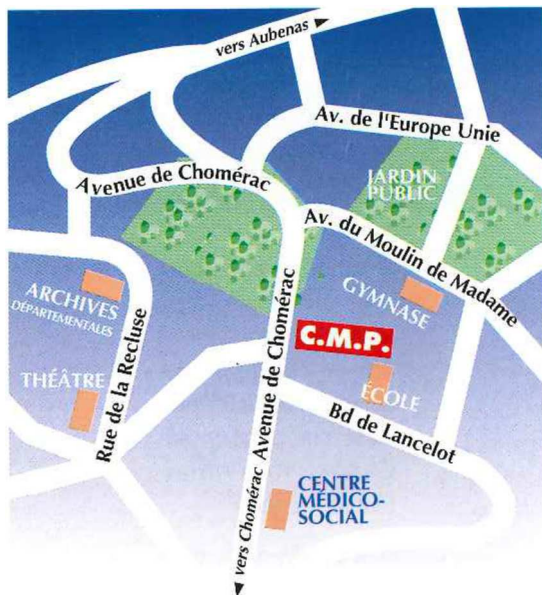 vers Aubenas
Av. de l'Europe Unie
JARDIN
PUBLIC
Avenue de Chomérac
Av. du Moulin de Madame
ARCHIVES
DÉPARTEMENTALES
GYMNASE
C.M.P.
THÉÂTRE
ÉCOLE
Rue de la Recluse
Avenue de Chomérac
Bd de Lancelot
CENTRE
MÉDICO-
SOCIAL
vers Chomérac